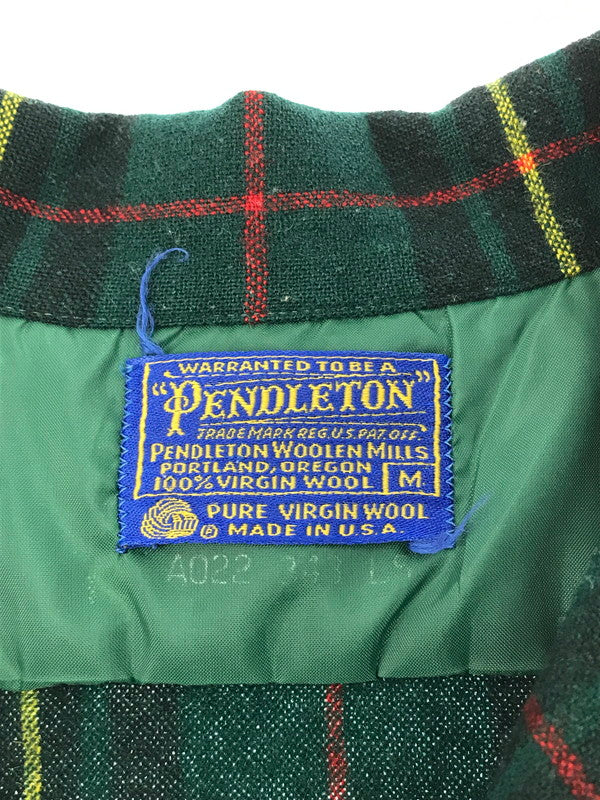 WARRANTED TO BE A
"PENDLETON"
TRADE MARK REG. U.S. PAT. OFF.
PENDLETON WOOLEN MILLS
PORTLAND, OREGON
100% VIRGIN WOOL M
PURE VIRGIN WOOL
Ⓟ MADE IN U.S.A.
A022